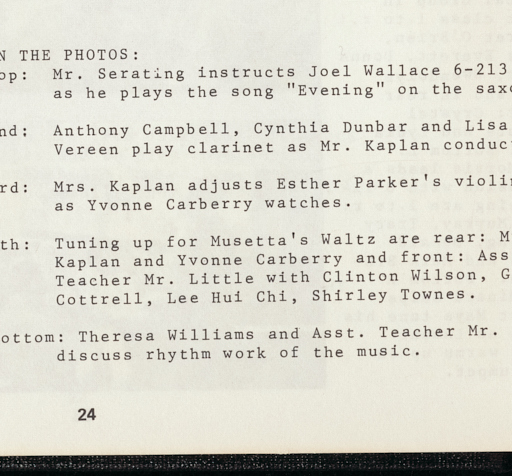 N THE PHOTOS:
op: Mr. Serating instructs Joel Wallace 6-213
as he plays the song "Evening" on the saxo
nd: Anthony Campbell, Cynthia Dunbar and Lisa
Vereen play clarinet as Mr. Kaplan conduct
rd: Mrs. Kaplan adjusts Esther Parker's violin
as Yvonne Carberry watches.
th: Tuning up for Musetta's Waltz are rear: M
Kaplan and Yvonne Carberry and front: Ass
Teacher Mr. Little with Clinton Wilson, G
Cottrell, Lee Hui Chi, Shirley Townes.
ottom: Theresa Williams and Asst. Teacher Mr.
discuss rhythm work of the music.
24